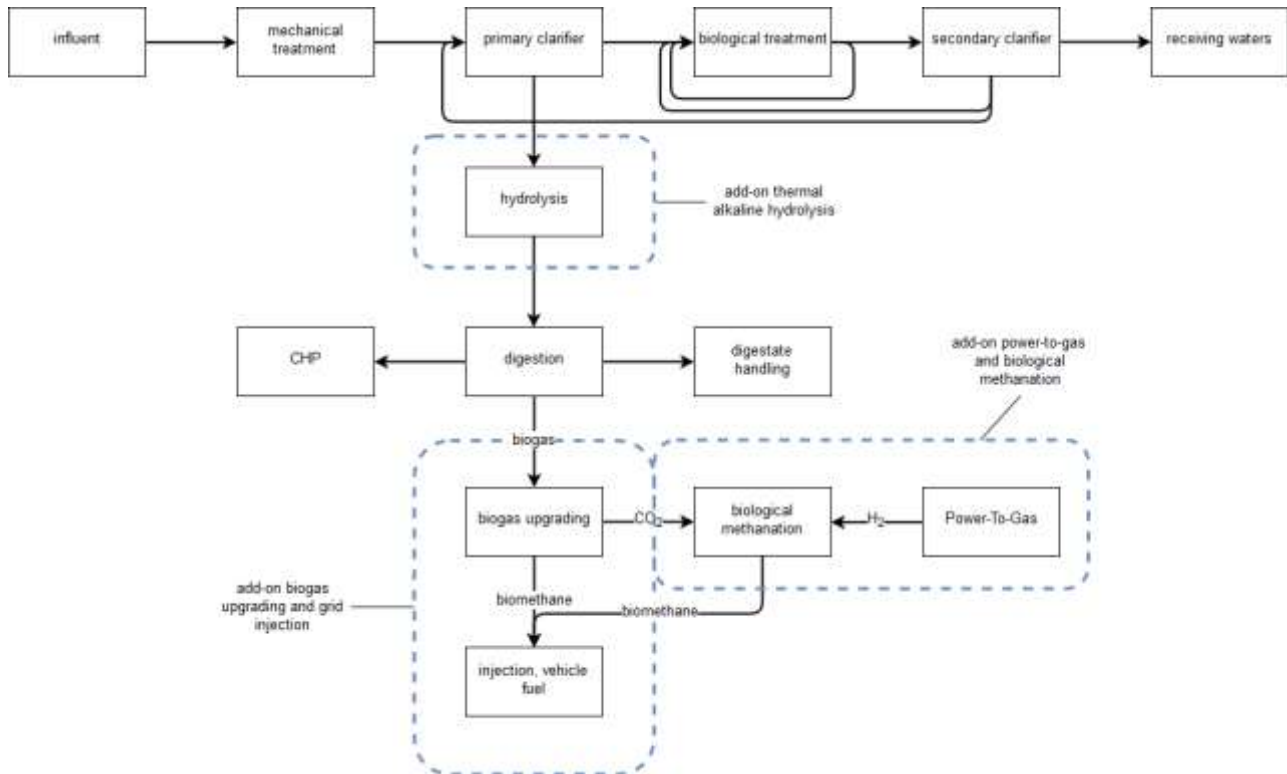 influent
mechanical
treatment
primary clarifier
biological treatment
secondary clarifier
receiving waters
hydrolysis
add-on thermal
alkaline hydrolysis
CHP
digestion
digestate
handling
add-on power-to-gas
and biological
methanation
biogas
biogas upgrading
CO2
biological
methanation
H2
Power-To-Gas
add-on biogas
upgrading and grid
injection
biomethane
biomethane
injection, vehicle
fuel